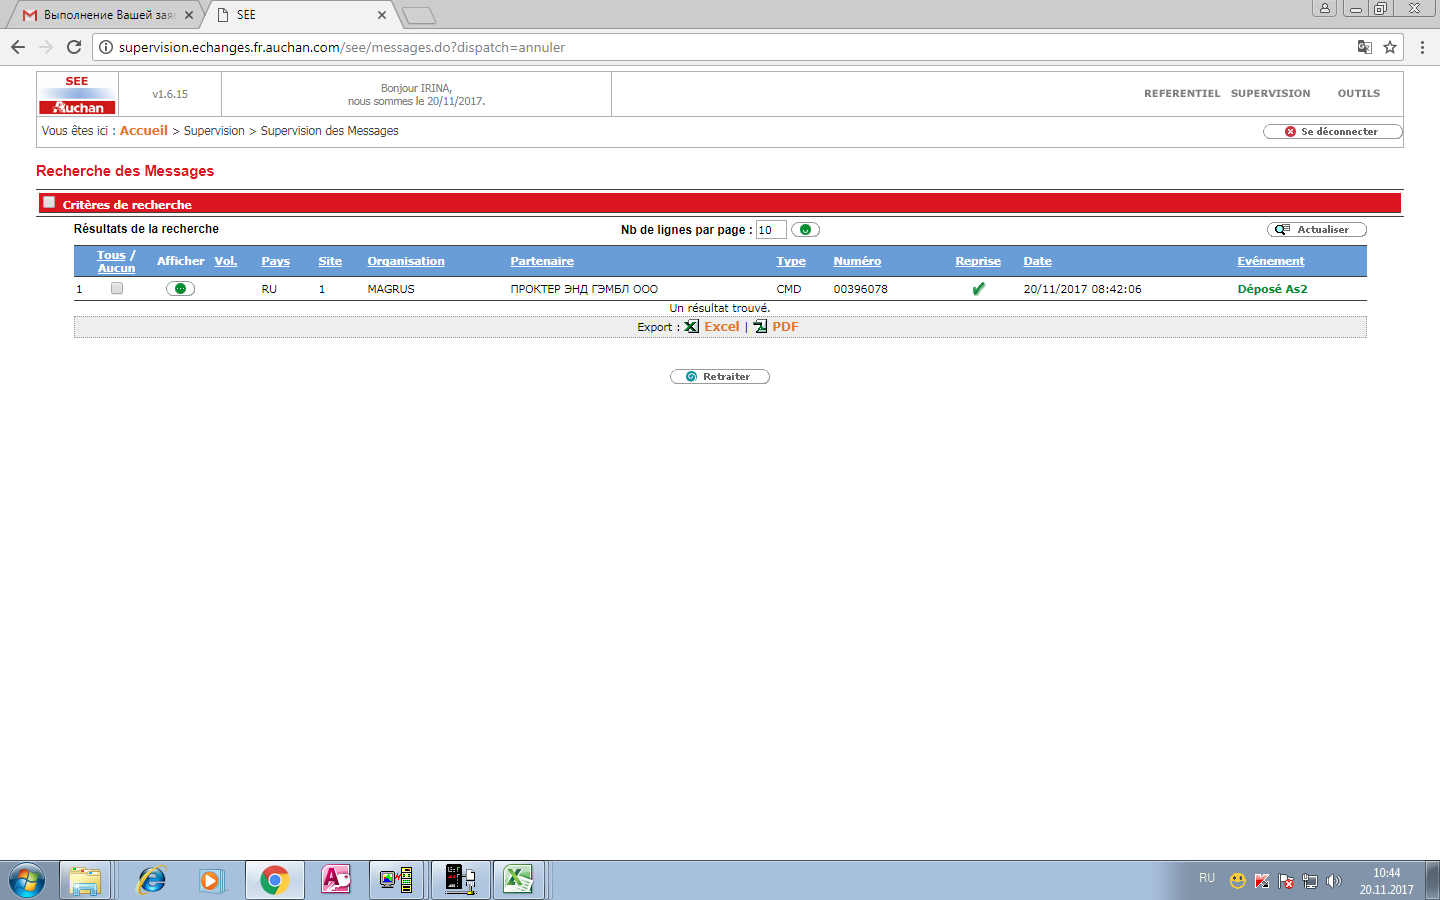 Выполнение Вашей зая
SEE
supervision.echanges.fr.auchan.com/see/messages.do?dispatch=annuler
SEE
Auchan
v1.6.15
Bonjour IRINA,
nous sommes le 20/11/2017.
REFERENTIEL SUPERVISION OUTILS
Vous êtes ici : Accueil > Supervision > Supervision des Messages
Se déconnecter
Recherche des Messages
Critères de recherche
Résultats de la recherche Nb de lignes par page : 10 Actualiser
Tous / Aucun Afficher Vol. Pays Site Organisation Partenaire Type Numéro Reprise Date Evénement
1 RU 1 MAGRUS ПРОКТЕР ЭНД ГЭМБЛ ООО CMD 00396078 20/11/2017 08:42:06 Déposé As2
Un résultat trouvé.
Export : Excel | PDF
Retraiter
RU
10:44
20.11.2017